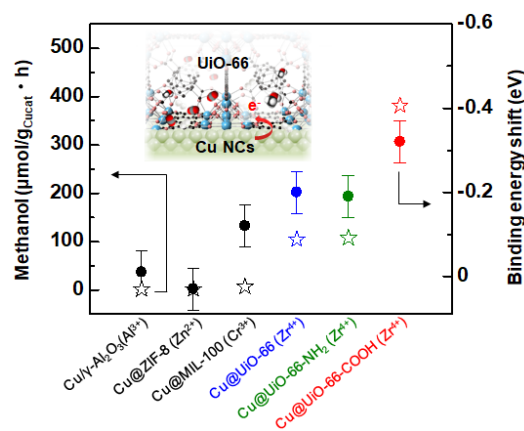 Methanol (μmol/gCucat • h)
500
400
300
200
100
0
UiO-66
e-
Cu NCs
-0.6
-0.4
-0.2
0
Binding energy shift (eV)
Cu/γ-Al2O3(Al³⁺)
Cu@ZIF-8 (Zn²⁺)
Cu@MIL-100 (Cr³⁺)
Cu@UiO-66 (Zr⁴⁺)
Cu@UiO-66-NH2 (Zr⁴⁺)
Cu@UiO-66-COOH (Zr⁴⁺)